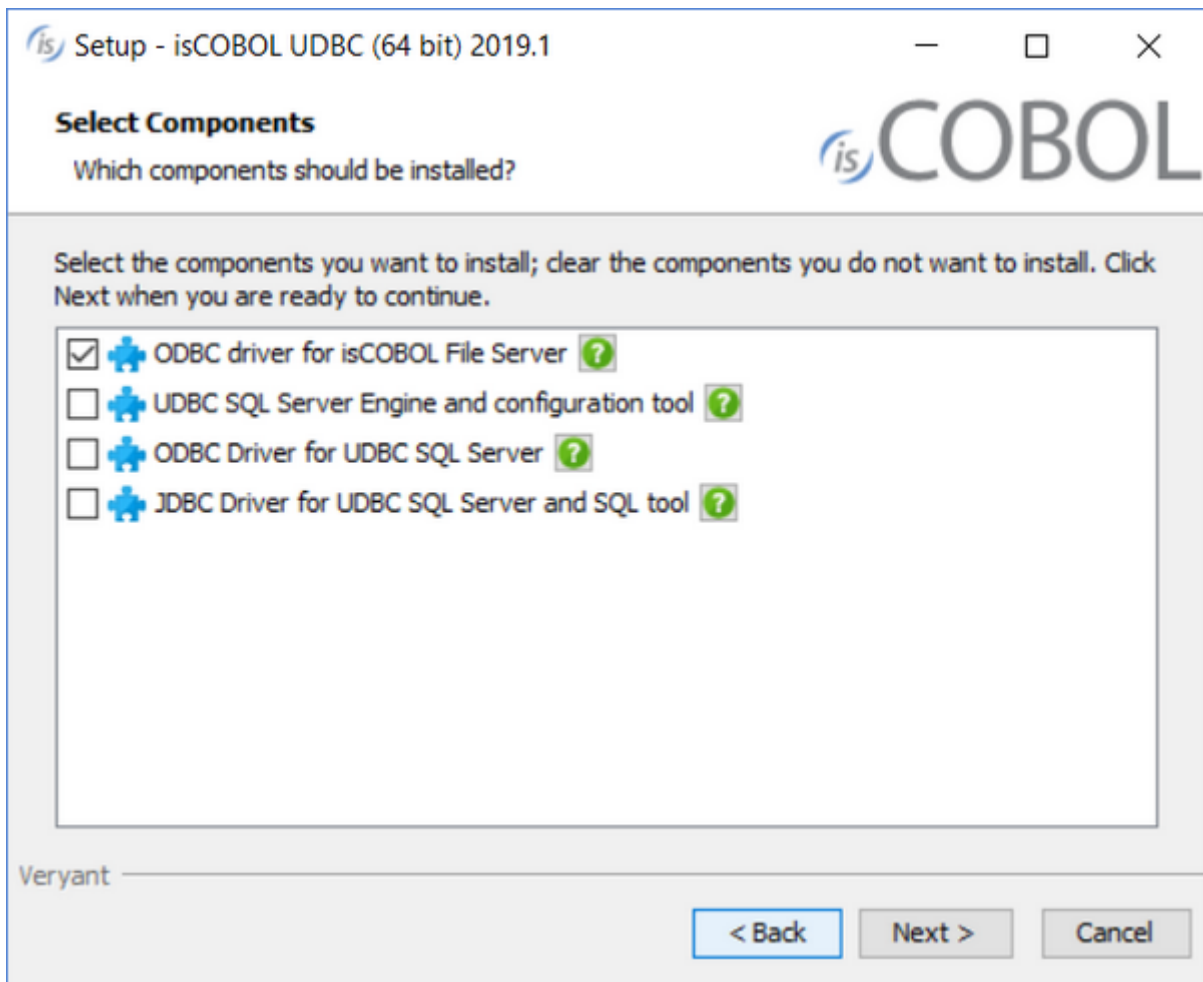 is Setup - isCOBOL UDBC (64 bit) 2019.1
Select Components
Which components should be installed?
isCOBOL
Select the components you want to install; clear the components you do not want to install. Click
Next when you are ready to continue.
ODBC driver for isCOBOL File Server ?
UDBC SQL Server Engine and configuration tool ?
ODBC Driver for UDBC SQL Server ?
JDBC Driver for UDBC SQL Server and SQL tool ?
Veryant
< Back Next > Cancel